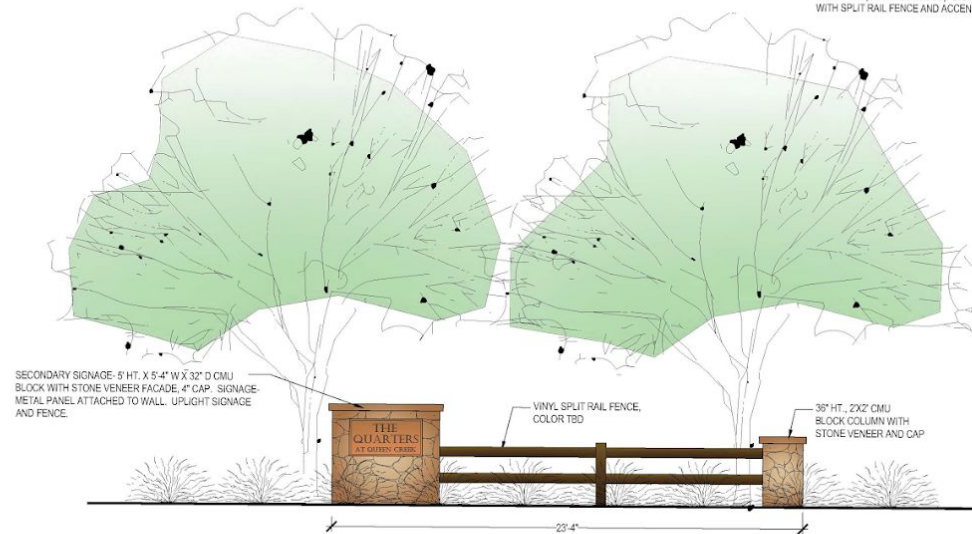 WITH SPLIT RAIL FENCE AND ACCEN
SECONDARY SIGNAGE- 5' HT. X 5'-4" W X 32" D CMU
BLOCK WITH STONE VENEER FACADE, 4" CAP. SIGNAGE-
METAL PANEL ATTACHED TO WALL. UPLIGHT SIGNAGE
AND FENCE.
VINYL SPLIT RAIL FENCE,
COLOR TBD
36" HT., 2'X2' CMU
BLOCK COLUMN WITH
STONE VENEER AND CAP
THE
QUARTERS
AT QUEEN CREEK
23'-4"